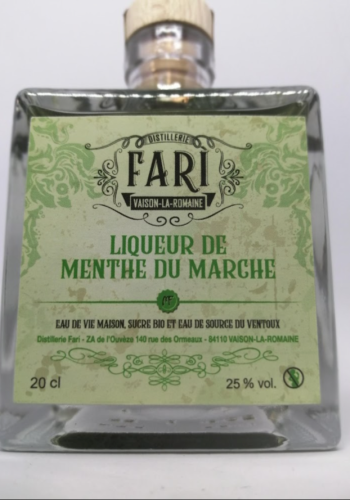 DISTILLERIE
FARI
VAISON-LA-ROMAINE
LIQUEUR DE
MENTHE DU MARCHE
DF
EAU DE VIE MAISON, SUCRE BIO ET EAU DE SOURCE DU VENTOUX
Distillerie Fari - ZA de l'Ouvèze 140 rue des Ormeaux - 84110 VAISON-LA-ROMAINE
20 cl
25 % vol.